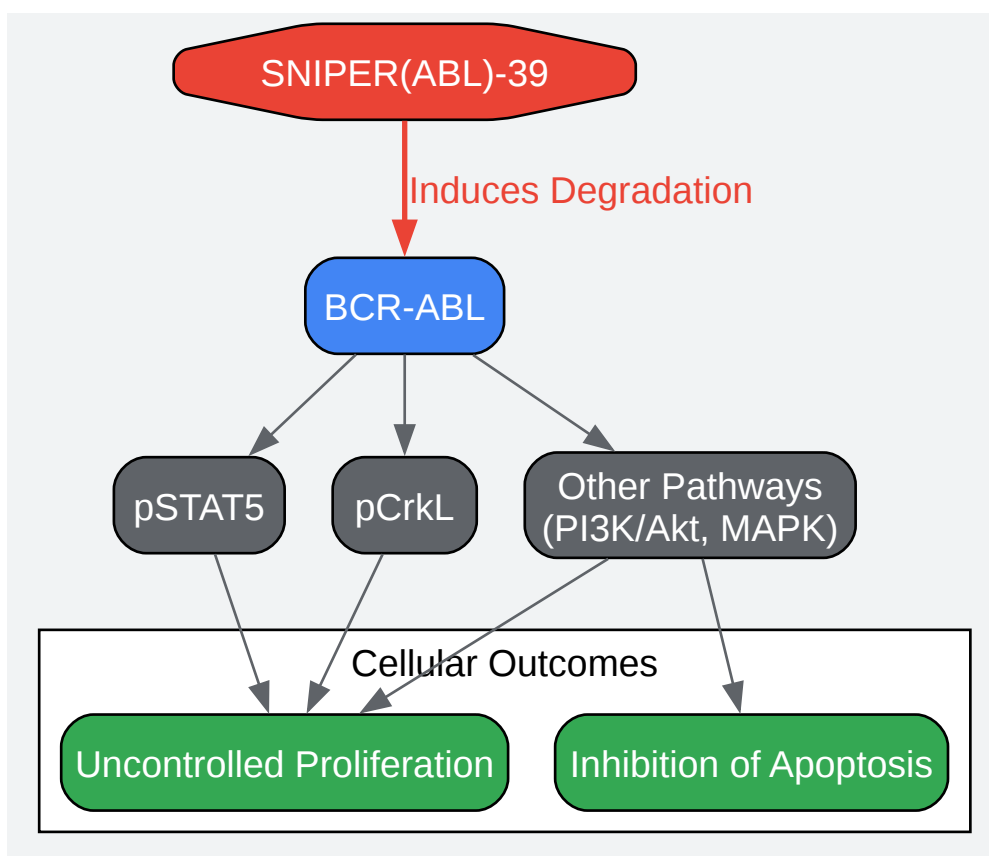 SNIPER(ABL)-39
Induces Degradation
BCR-ABL
pSTAT5
pCrkL
Other Pathways
(PI3K/Akt, MAPK)
Cellular Outcomes
Uncontrolled Proliferation
Inhibition of Apoptosis